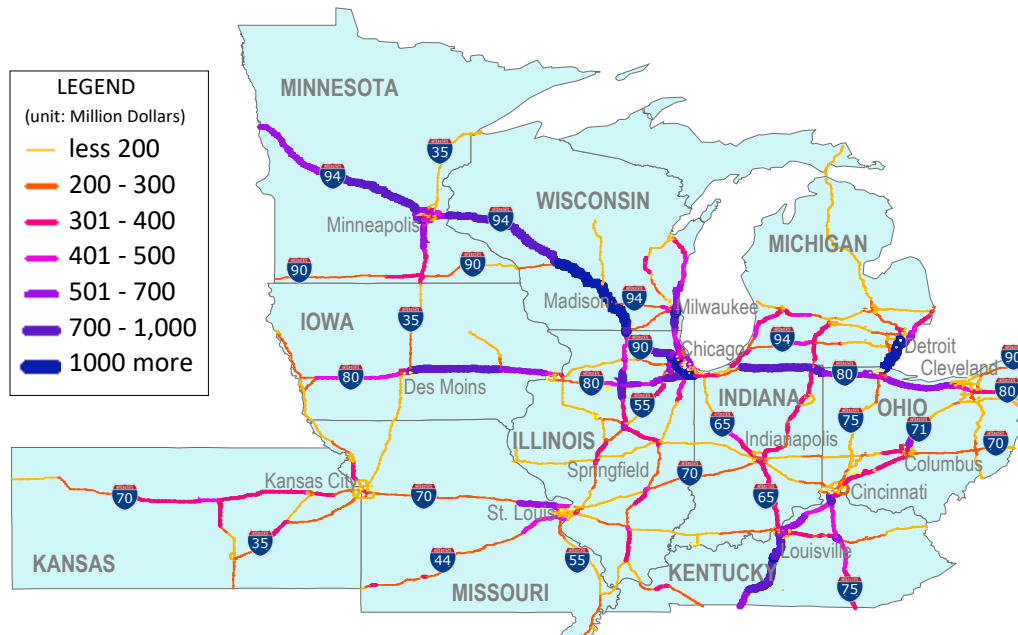 LEGEND
(unit: Million Dollars)
less 200
200 - 300
301 - 400
401 - 500
501 - 700
700 - 1,000
1000 more
MINNESOTA
35
94
WISCONSIN
94
Minneapolis
MICHIGAN
90
90
Madison
94
Milwaukee
IOWA
35
94
90
Chicago
Detroit
90
Cleveland
80
Des Moins
80
80
80
55
INDIANA
OHIO
75
71
65
ILLINOIS
Indianapolis
70
Springfield
Columbus
70
Kansas City
70
70
65
Cincinnati
St. Louis
35
Louisville
44
55
KANSAS
KENTUCKY
MISSOURI
75